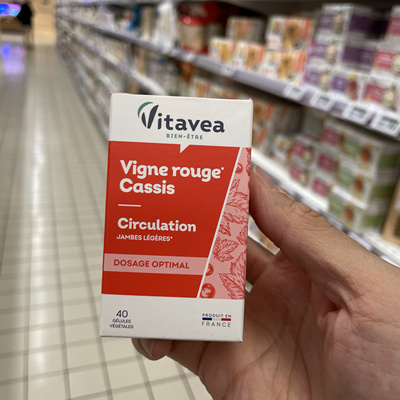 Vitavea
BIEN-ÊTRE
Vigne rouge*
Cassis
Circulation
JAMBES LÉGÈRES*
DOSAGE OPTIMAL
40
GÉLULES
VÉGÉTALES
PRODUIT EN
FRANCE